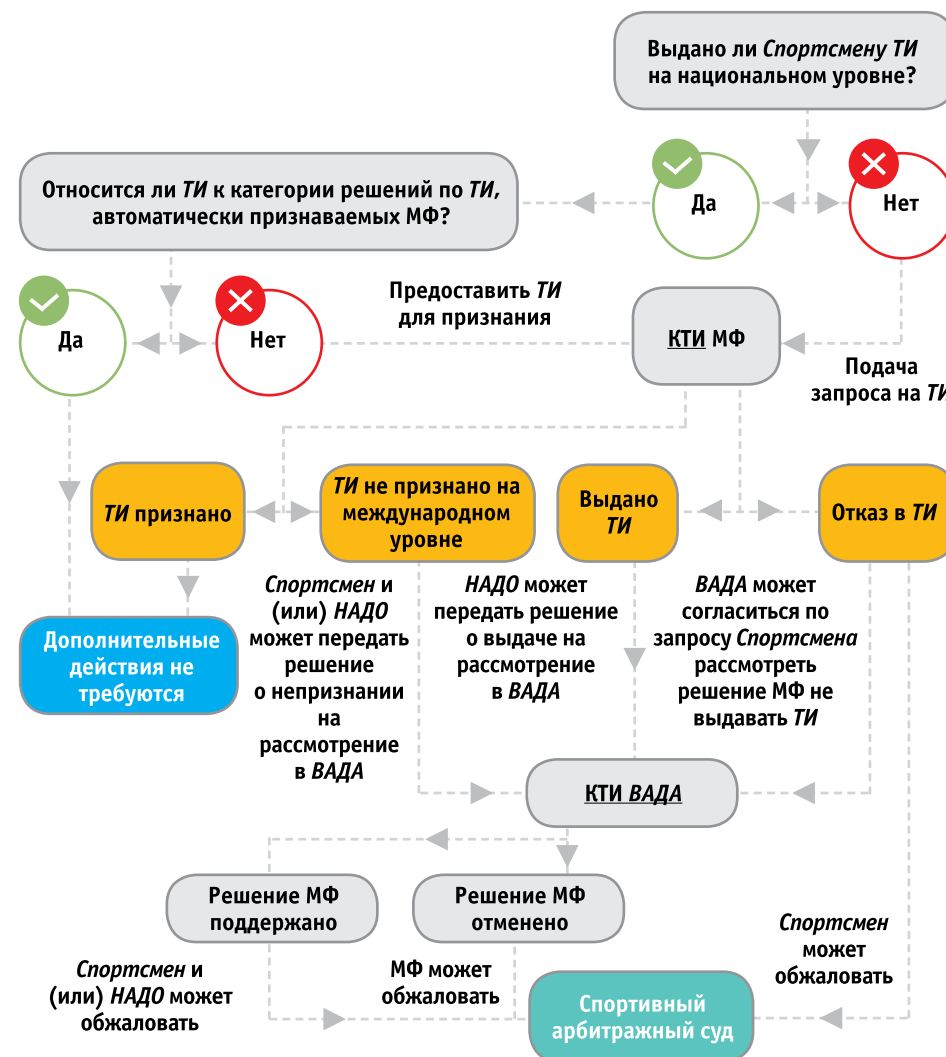 Выдано ли Спортсмену ТИ
на национальном уровне?
Да
Нет
Относится ли ТИ к категории решений по ТИ,
автоматически признаваемых МФ?
Да
Нет
Предоставить ТИ
для признания
КТИ МФ
Подача
запроса на ТИ
ТИ признано
ТИ не признано на
международном
уровне
Выдано
ТИ
Отказ в ТИ
Дополнительные
действия не
требуются
Спортсмен и
(или) НАДО
может передать
решение
о непризнании
на
рассмотрение
в ВАДА
НАДО может
передать решение
о выдаче на
рассмотрение
в ВАДА
ВАДА может
согласиться по
запросу Спортсмена
рассмотреть
решение МФ не
выдавать ТИ
КТИ ВАДА
Решение МФ
поддержано
Решение МФ
отменено
Спортсмен и
(или) НАДО может
обжаловать
МФ может
обжаловать
Спортсмен
может
обжаловать
Спортивный
арбитражный суд